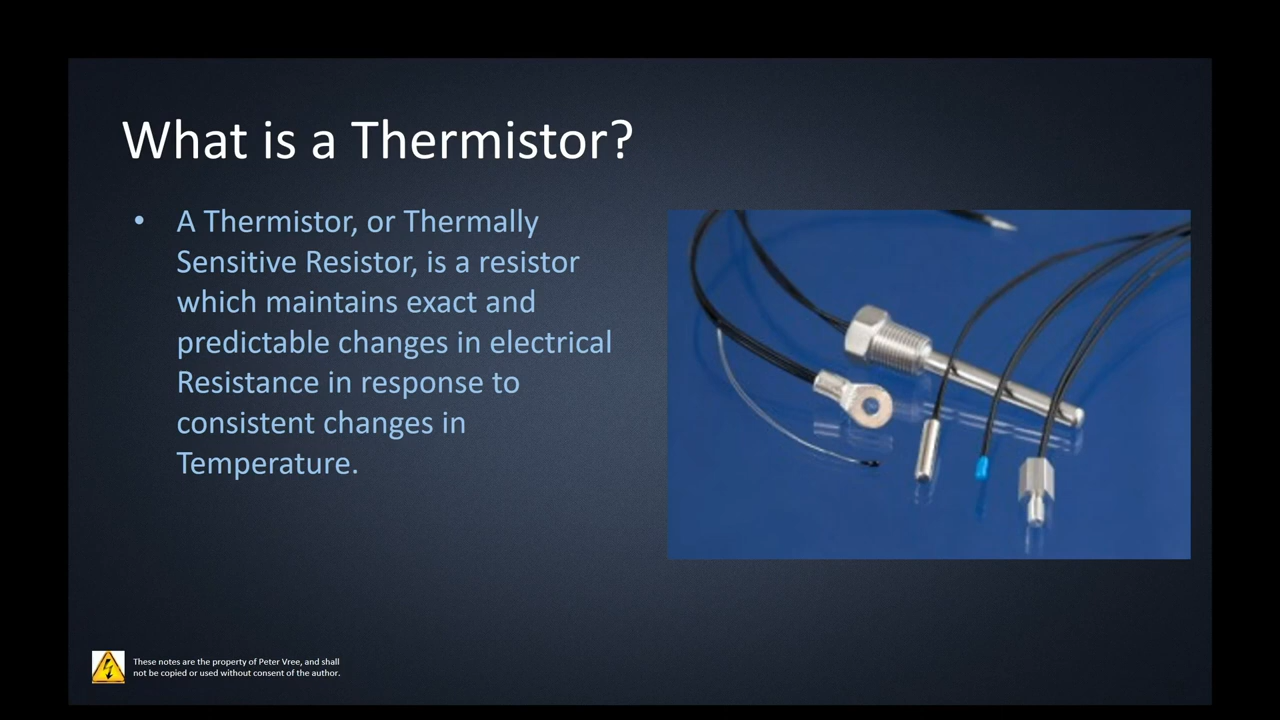 What is a Thermistor?
• A Thermistor, or Thermally
Sensitive Resistor, is a resistor
which maintains exact and
predictable changes in electrical
Resistance in response to
consistent changes in
Temperature.
These notes are the property of Peter Vree, and shall
not be copied or used without consent of the author.